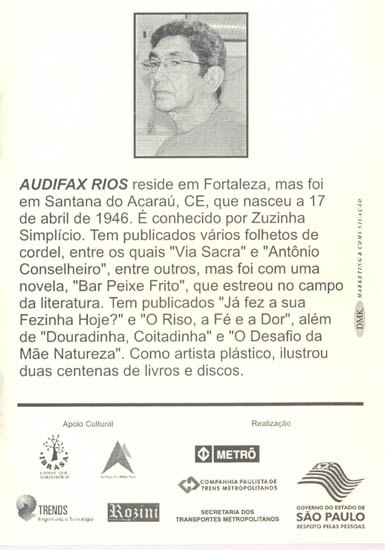 AUDIFAX RIOS reside em Fortaleza, mas foi
em Santana do Acaraú, CE, que nasceu a 17
de abril de 1946. É conhecido por Zuzinha
Simplício. Tem publicados vários folhetos de
cordel, entre os quais "Via Sacra" e "Antônio
Conselheiro", entre outros, mas foi com uma
novela, "Bar Peixe Frito", que estreou no campo
da literatura. Tem publicados "Já fez a sua
Fezinha Hoje?" e "O Riso, a Fé e a Dor", além
de "Douradinha, Coitadinha" e "O Desafio da
Mãe Natureza". Como artista plástico, ilustrou
duas centenas de livros e discos.
DMK MARKETING & COMUNICAÇÃO
Apoio Cultural
Realização
METRÔ
COMPANHIA PAULISTA DE
TRENS METROPOLITANOS
TRENDS
Engenharia e Tecnologia
Rozini
SECRETARIA DOS
TRANSPORTES METROPOLITANOS
GOVERNO DO ESTADO DE
SÃO PAULO
RESPEITO PELAS PESSOAS